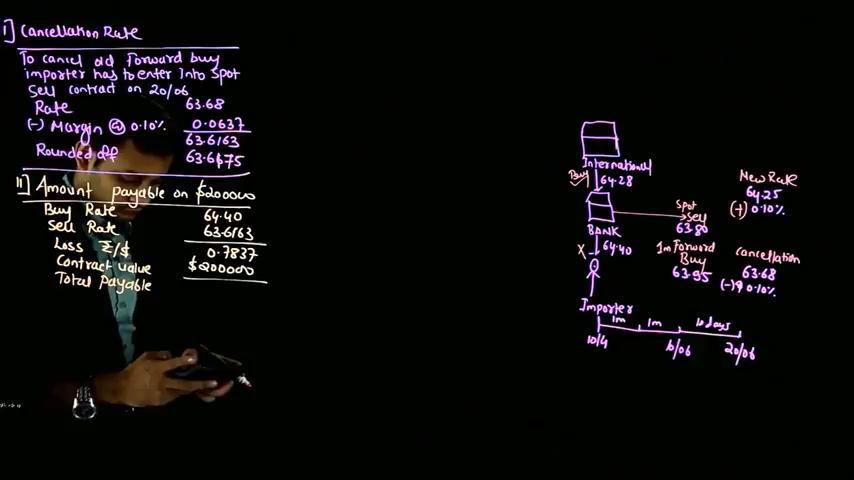 I] Cancellation Rate
To cancel old Forward buy
importer has to enter Into Spot
Sell contract on 20/06
Rate 63.68
(-) Margin @ 0.10% 0.0637
63.6163
Rounded off 63.6175
II] Amount payable on $200000
Buy Rate 64.40
Sell Rate 63.6163
Loss ₹/$ 0.7837
Contract value $200000
Total Payable
International
Buy 64.28
BANK
X 64.40
Importer
Spot
Sell
63.80
1m Forward
Buy
63.95
New Rate
64.25
(+) 0.10%
Cancellation
63.68
(-) 0.10%
1m 1m 10 days
10/4 10/06 20/06